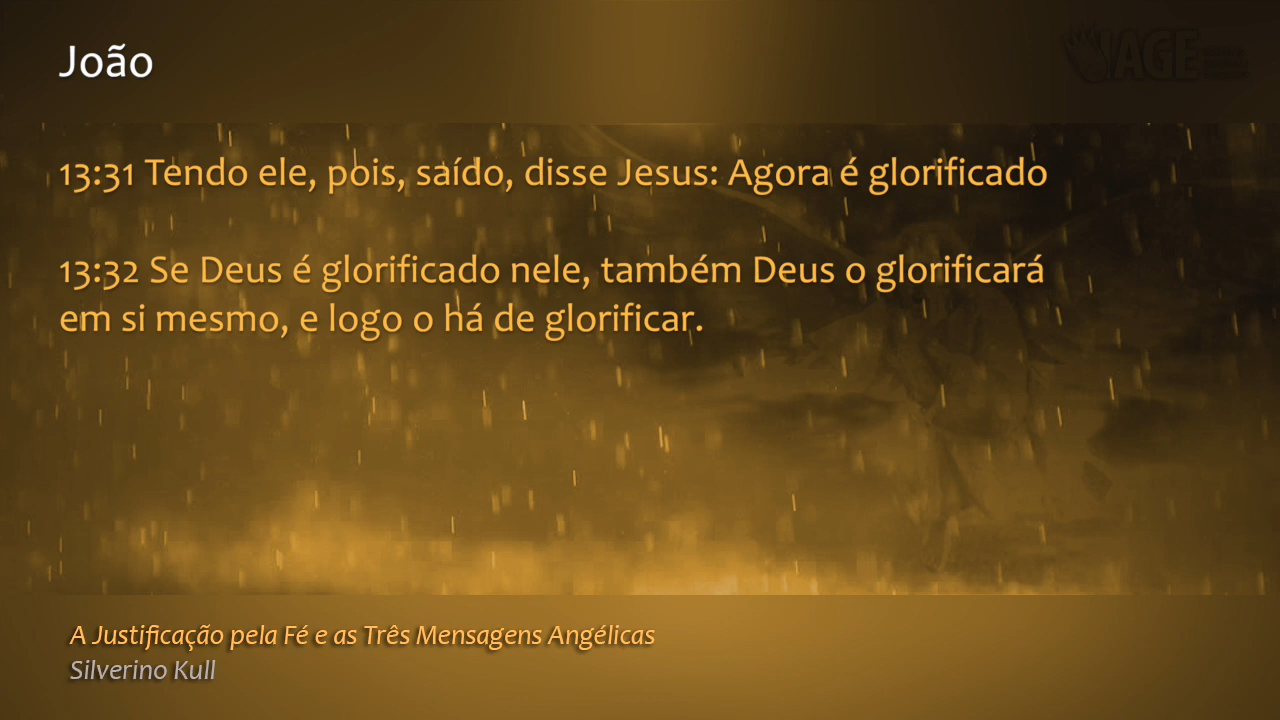 João
IAGE
13:31 Tendo ele, pois, saído, disse Jesus: Agora é glorificado
13:32 Se Deus é glorificado nele, também Deus o glorificará
em si mesmo, e logo o há de glorificar.
A Justificação pela Fé e as Três Mensagens Angélicas
Silverino Kull